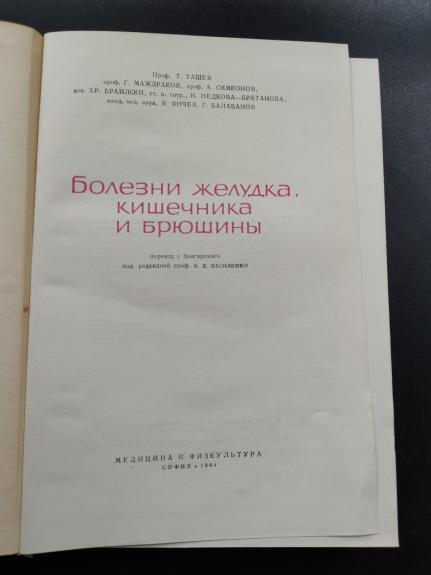 Проф. Т. ТАШЕВ
проф. Г. МАЖДРАКОВ, проф. А. СИМЕОНОВ,
доц. ХР. БРАИЛСКИ, ст. н. сотр., Н. НЕДКОВА—БРАТАНОВА,
канд. мед. наук, В. ЯНЧЕВ, Г. БАЛАБАНОВ
БОЛЕЗНИ ЖЕЛУДКА,
КИШЕЧНИКА
И БРЮШИНЫ
перевод с болгарского
под редакцией проф. В. Х. ВАСИЛЕНКО
МЕДИЦИНА И ФИЗКУЛЬТУРА
СОФИЯ • 1964